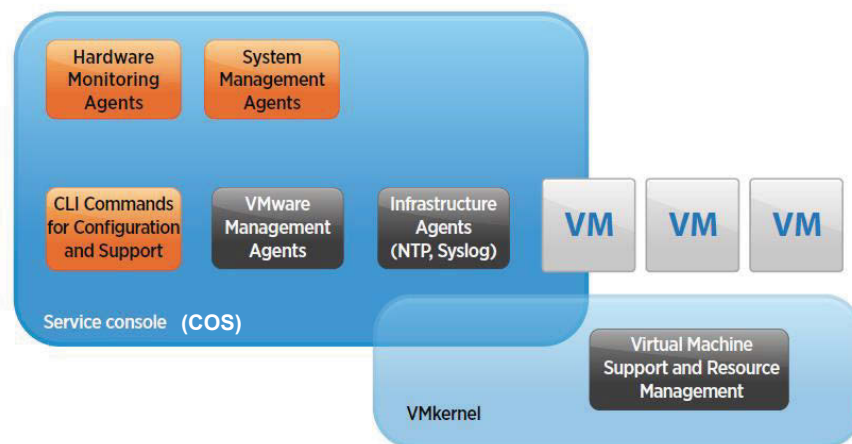 Hardware
Monitoring
Agents
System
Management
Agents
CLI Commands
for Configuration
and Support
VMware
Management
Agents
Infrastructure
Agents
(NTP, Syslog)
VM
VM
VM
Service console (COS)
Virtual Machine
Support and Resource
Management
VMkernel